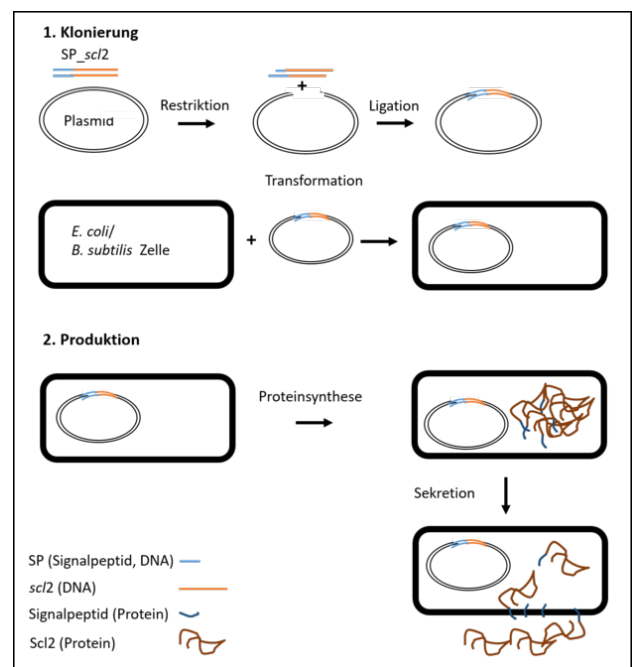 1. Klonierung
SP_scl2
Plasmid
Restriktion
+
Ligation
Transformation
E. coli/
B. subtilis Zelle
+
2. Produktion
Proteinsynthese
Sekretion
SP (Signalpeptid, DNA)
scl2 (DNA)
Signalpeptid (Protein)
Scl2 (Protein)